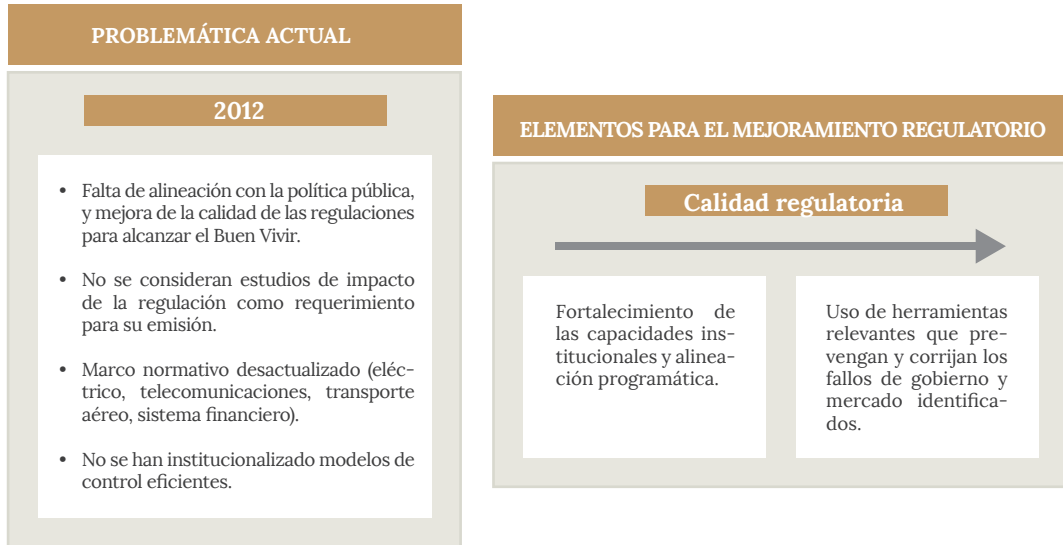 PROBLEMÁTICA ACTUAL
2012
• Falta de alineación con la política pública,
y mejora de la calidad de las regulaciones
para alcanzar el Buen Vivir.
• No se consideran estudios de impacto
de la regulación como requerimiento
para su emisión.
• Marco normativo desactualizado (eléc-
trico, telecomunicaciones, transporte
aéreo, sistema financiero).
• No se han institucionalizado modelos de
control eficientes.
ELEMENTOS PARA EL MEJORAMIENTO REGULATORIO
Calidad regulatoria
Fortalecimiento de
las capacidades ins-
titucionales y alinea-
ción programática.
Uso de herramientas
relevantes que pre-
vengan y corrijan los
fallos de gobierno y
mercado identifica-
dos.